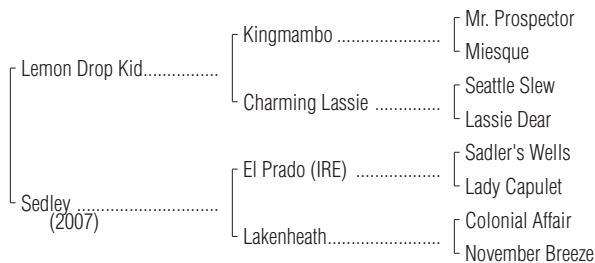 Mr. Prospector
Kingmambo ......................
Miesque
Lemon Drop Kid...............
Seattle Slew
Charming Lassie ..............
Lassie Dear
Sadler's Wells
El Prado (IRE) ..................
Lady Capulet
Sedley .............................
(2007)
Colonial Affair
Lakenheath........................
November Breeze